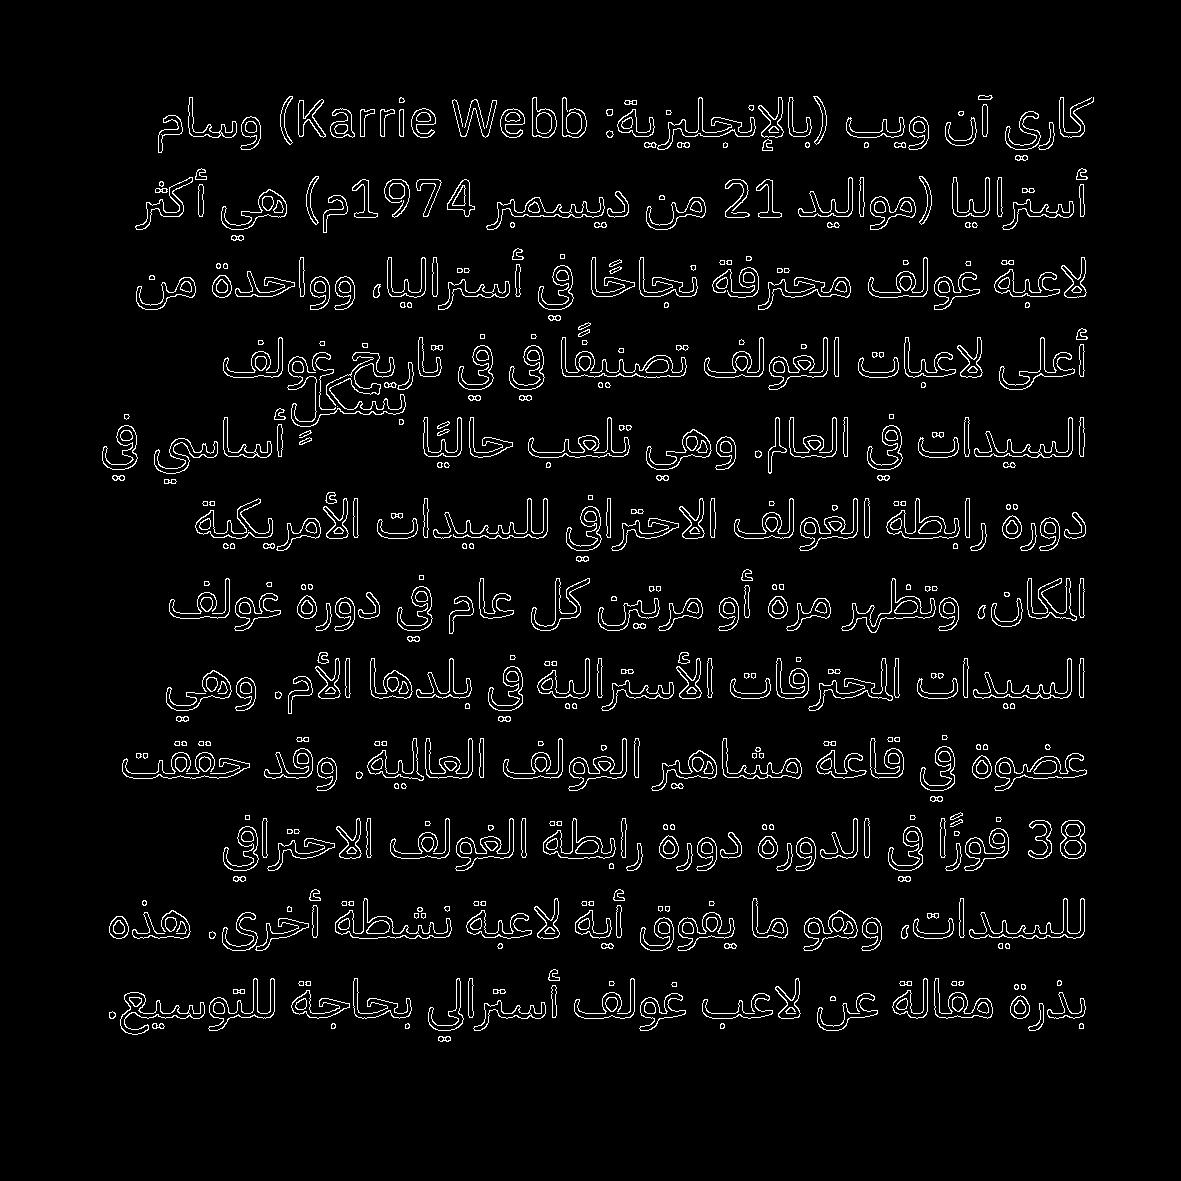 كاري آن ويب (بالإنجليزية: Karrie Webb) وسام
أستراليا (مواليد 21 من ديسمبر 1974م) هي أكثر
لاعبة غولف محترفة نجاحًا في أستراليا، وواحدة من
أعلى لاعبات الغولف تصنيفًا في في تاريخ غولف
السيدات في العالم. وهي تلعب حاليًا بشكلٍ أساسي في
دورة رابطة الغولف الاحترافي للسيدات الأمريكية
المكان، وتظهر مرة أو مرتين كل عام في دورة غولف
السيدات المحترفات الأسترالية في بلدها الأم. وهي
عضوة في قاعة مشاهير الغولف العالمية. وقد حققت
38 فوزًا في الدورة دورة رابطة الغولف الاحترافي
للسيدات، وهو ما يفوق أية لاعبة نشطة أخرى. هذه
بذرة مقالة عن لاعب غولف أسترالي بحاجة للتوسيع.